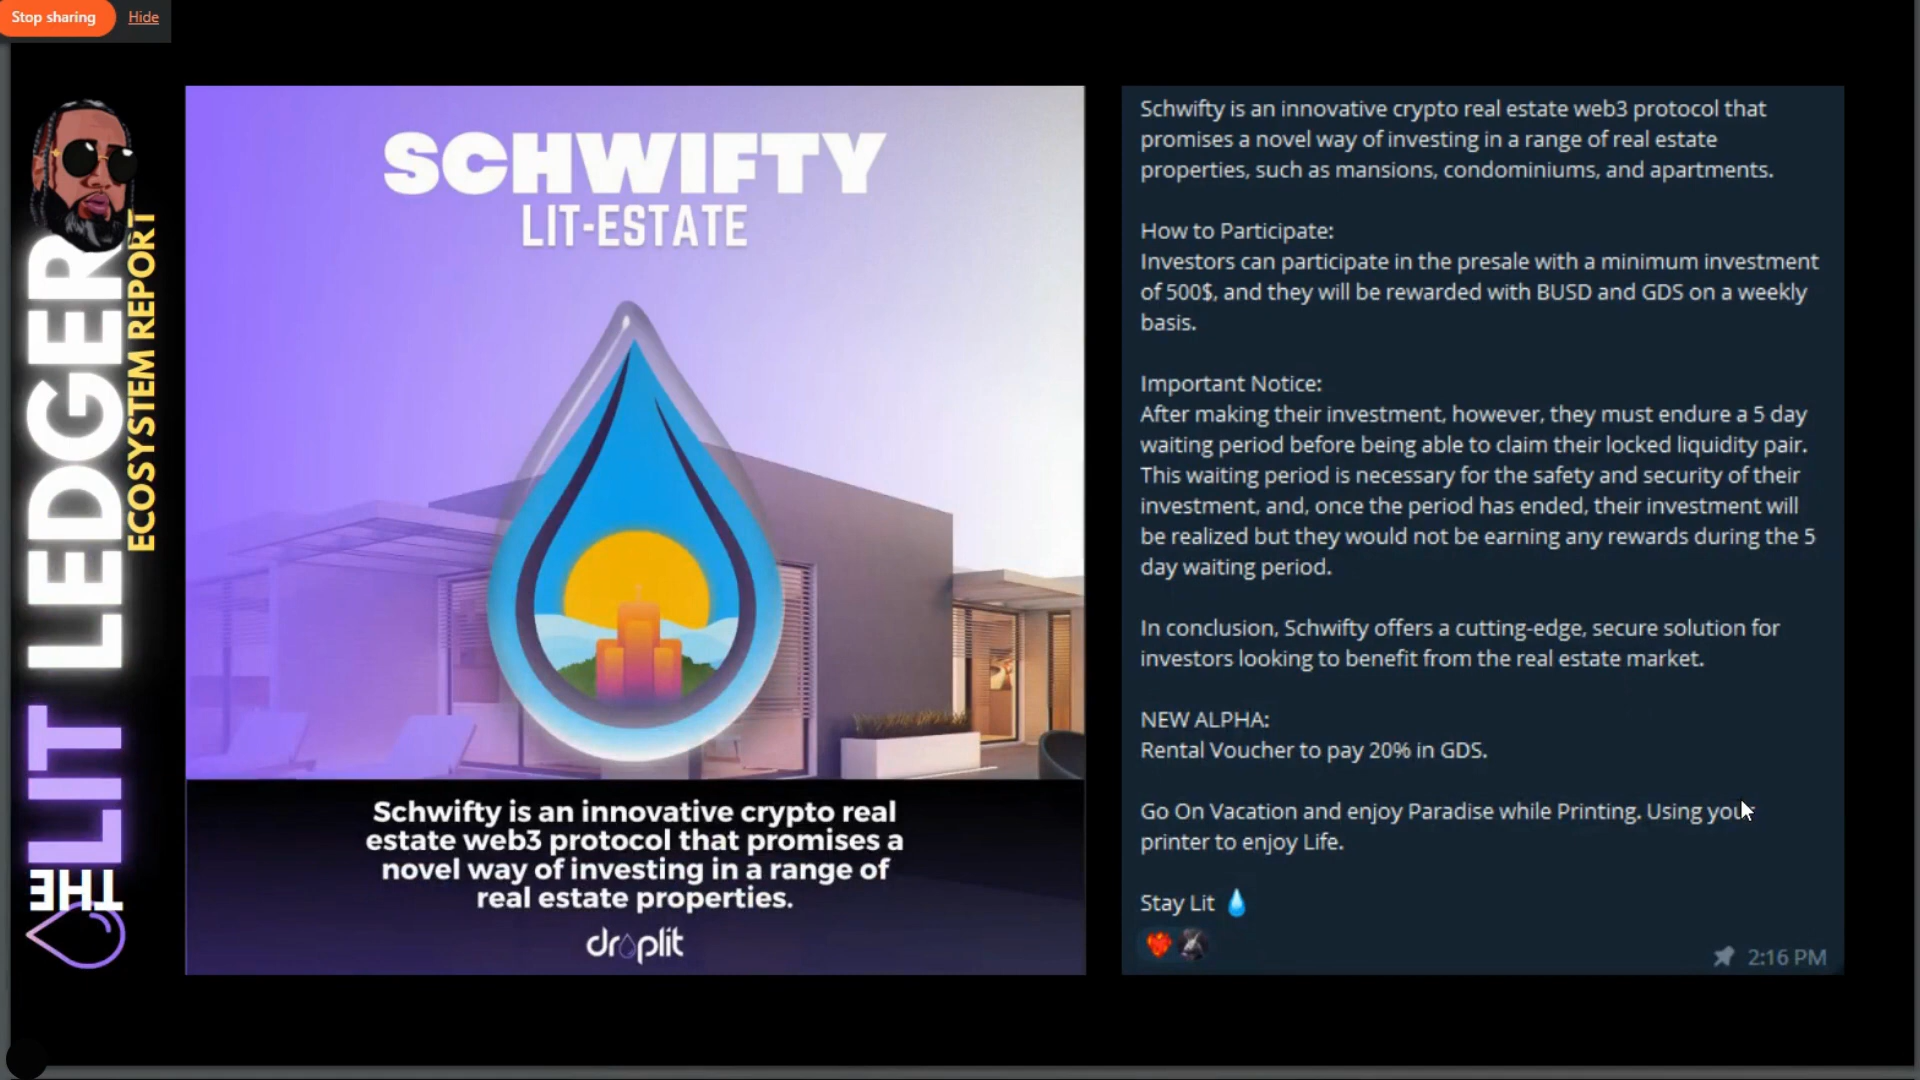 Stop sharing
Hide
THE LIT LEDGER
ECOSYSTEM REPORT
SCHWIFTY
LIT-ESTATE
Schwifty is an innovative crypto real
estate web3 protocol that promises a
novel way of investing in a range of
real estate properties.
droplit
Schwifty is an innovative crypto real estate web3 protocol that
promises a novel way of investing in a range of real estate
properties, such as mansions, condominiums, and apartments.
How to Participate:
Investors can participate in the presale with a minimum investment
of 500$, and they will be rewarded with BUSD and GDS on a weekly
basis.
Important Notice:
After making their investment, however, they must endure a 5 day
waiting period before being able to claim their locked liquidity pair.
This waiting period is necessary for the safety and security of their
investment, and, once the period has ended, their investment will
be realized but they would not be earning any rewards during the 5
day waiting period.
In conclusion, Schwifty offers a cutting-edge, secure solution for
investors looking to benefit from the real estate market.
NEW ALPHA:
Rental Voucher to pay 20% in GDS.
Go On Vacation and enjoy Paradise while Printing. Using your
printer to enjoy Life.
Stay Lit 💧
2:16 PM